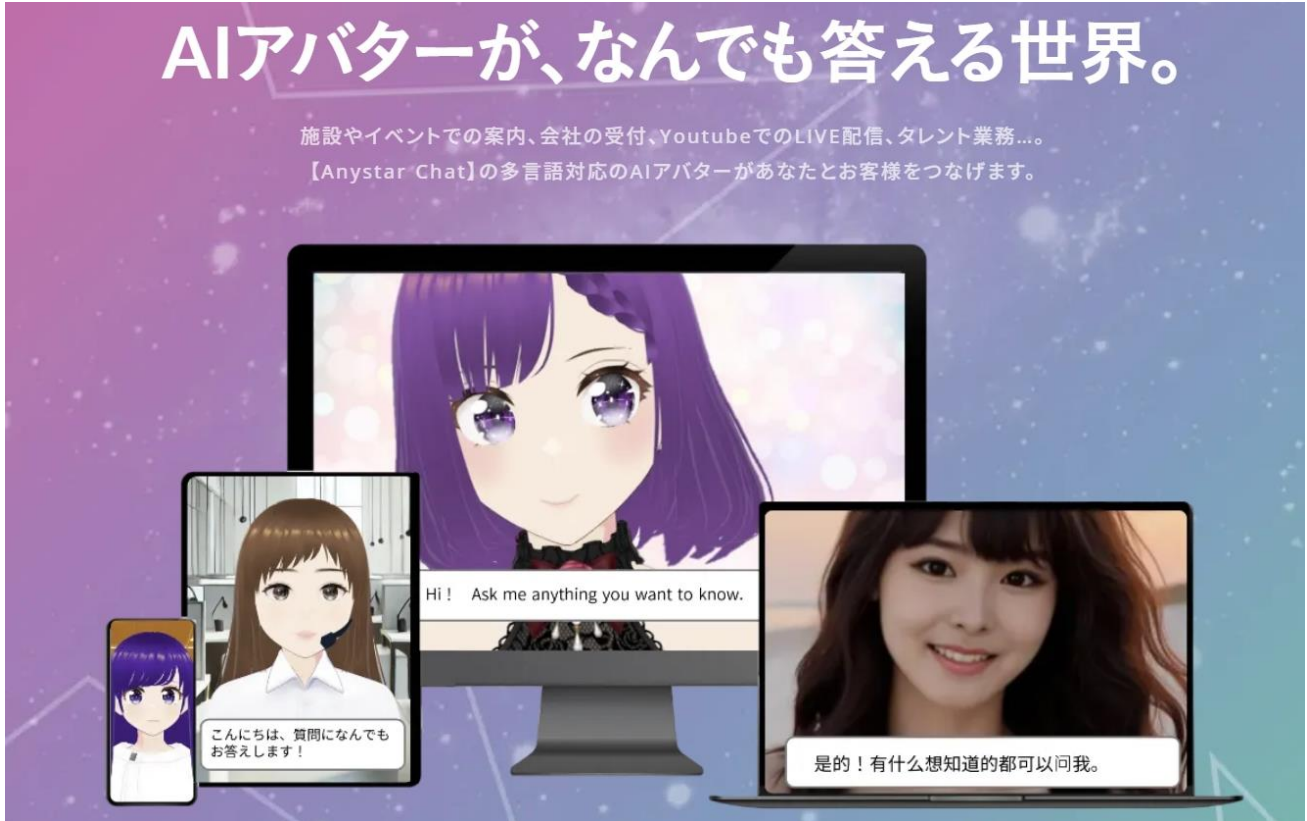 AIアバターが、なんでも答える世界。
施設やイベントでの案内、会社の受付、YoutubeでのLIVE配信、タレント業務…。
【Anystar Chat】の多言語対応のAIアバターがあなたとお客様をつなげます。
Hi！ Ask me anything you want to know.
こんにちは、質問になんでも
お答えします！
是的！有什么想知道的都可以问我。